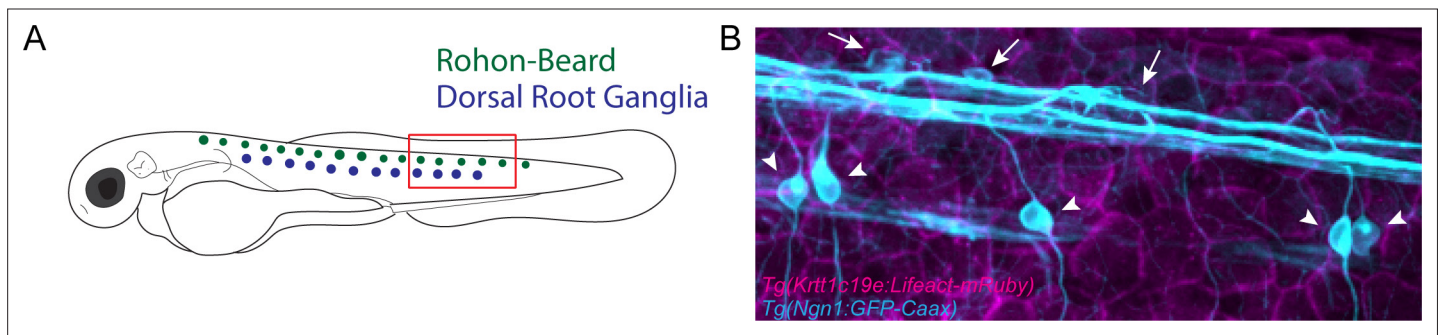 A
Rohon-Beard
Dorsal Root Ganglia
B
Tg(Krtt1c19e:Lifeact-mRuby)
Tg(Ngn1:GFP-Caax)